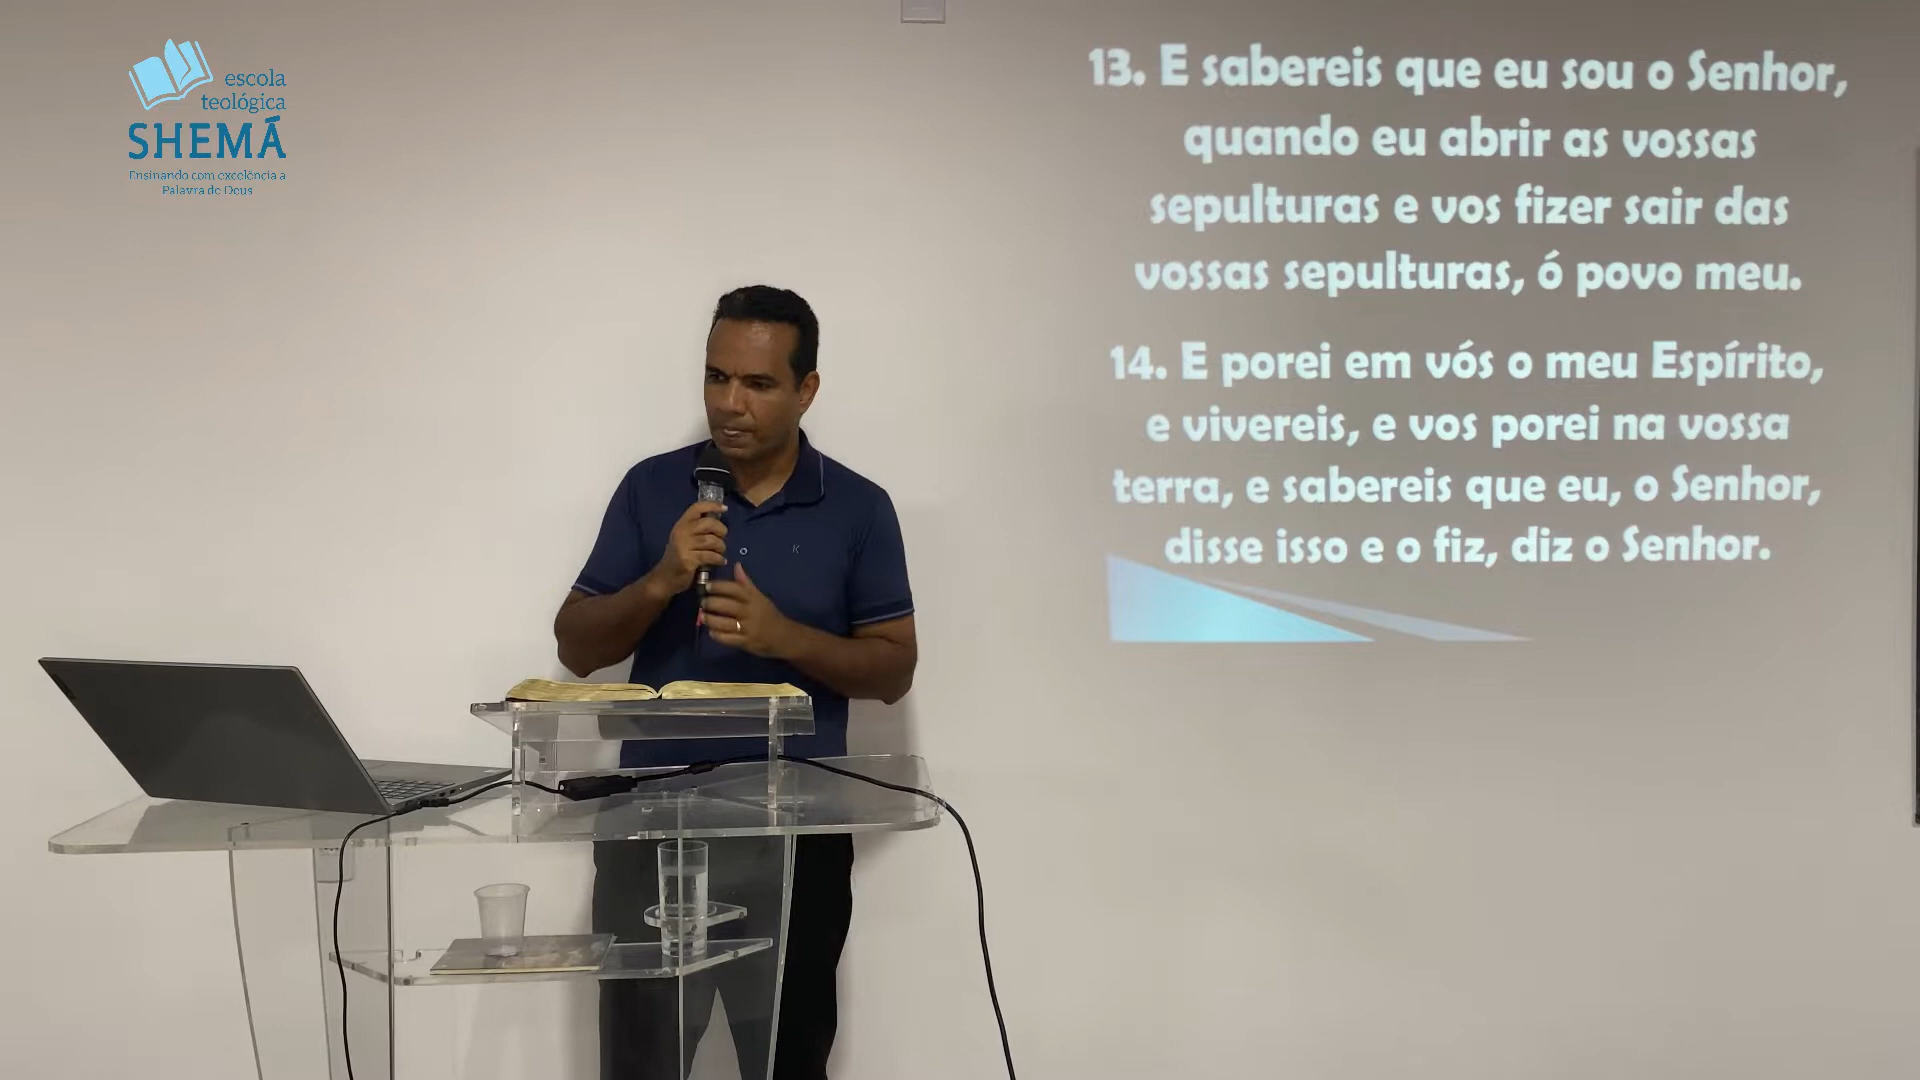 escola
teológica
SHEMÁ
Ensinando com excelência a
Palavra de Deus
13. E sabereis que eu sou o Senhor,
quando eu abrir as vossas
sepulturas e vos fizer sair das
vossas sepulturas, ó povo meu.
14. E porei em vós o meu Espírito,
e vivereis, e vos porei na vossa
terra, e sabereis que eu, o Senhor,
disse isso e o fiz, diz o Senhor.
K